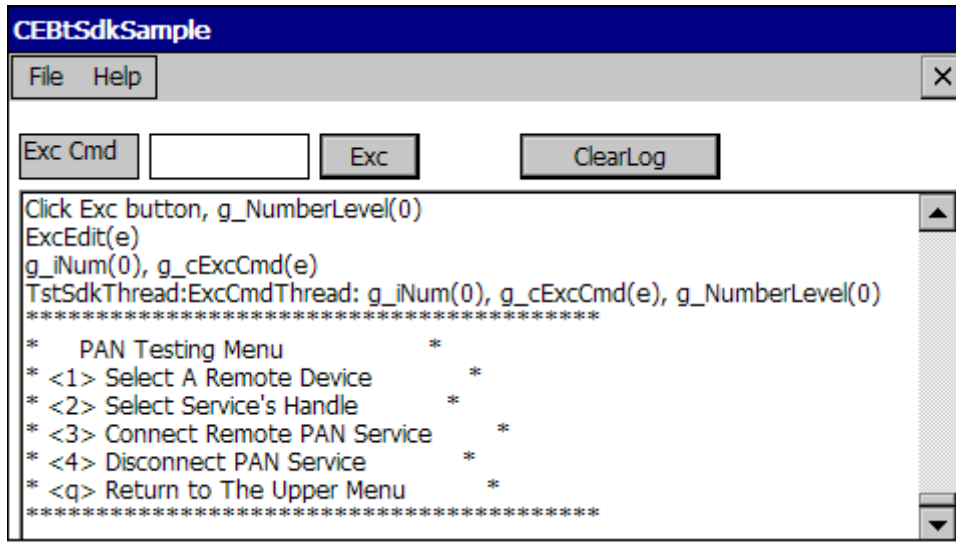 CEBtSdkSample
File Help
Exc Cmd Exc ClearLog
Click Exc button, g_NumberLevel(0)
ExcEdit(e)
g_iNum(0), g_cExcCmd(e)
TstSdkThread:ExcCmdThread: g_iNum(0), g_cExcCmd(e), g_NumberLevel(0)
*****************************************
* PAN Testing Menu *
* <1> Select A Remote Device *
* <2> Select Service's Handle *
* <3> Connect Remote PAN Service *
* <4> Disconnect PAN Service *
* <q> Return to The Upper Menu *
*****************************************